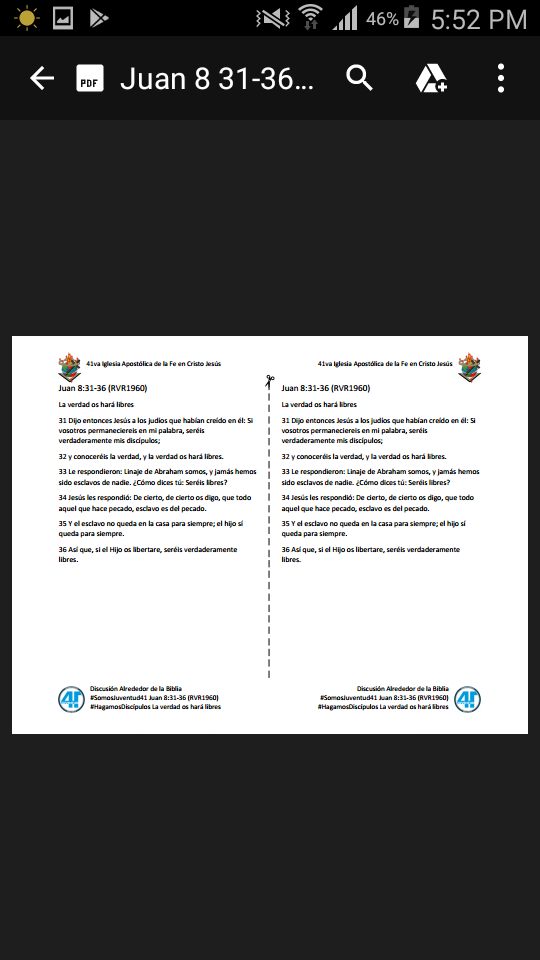 46% 5:52 PM
PDF Juan 8 31-36...
41va Iglesia Apostólica de la Fe en Cristo Jesús
Juan 8:31-36 (RVR1960)
La verdad os hará libres
31 Dijo entonces Jesús a los judíos que habían creído en él: Si
vosotros permaneciereis en mi palabra, seréis
verdaderamente mis discípulos;
32 y conoceréis la verdad, y la verdad os hará libres.
33 Le respondieron: Linaje de Abraham somos, y jamás hemos
sido esclavos de nadie. ¿Cómo dices tú: Seréis libres?
34 Jesús les respondió: De cierto, de cierto os digo, que todo
aquel que hace pecado, esclavo es del pecado.
35 Y el esclavo no queda en la casa para siempre; el hijo sí
queda para siempre.
36 Así que, si el Hijo os libertare, seréis verdaderamente
libres.
Discusión Alrededor de la Biblia
#SomosJuventud41 Juan 8:31-36 (RVR1960)
#HagamosDiscípulos La verdad os hará libres
41va Iglesia Apostólica de la Fe en Cristo Jesús
Juan 8:31-36 (RVR1960)
La verdad os hará libres
31 Dijo entonces Jesús a los judíos que habían creído en él: Si
vosotros permaneciereis en mi palabra, seréis
verdaderamente mis discípulos;
32 y conoceréis la verdad, y la verdad os hará libres.
33 Le respondieron: Linaje de Abraham somos, y jamás hemos
sido esclavos de nadie. ¿Cómo dices tú: Seréis libres?
34 Jesús les respondió: De cierto, de cierto os digo, que todo
aquel que hace pecado, esclavo es del pecado.
35 Y el esclavo no queda en la casa para siempre; el hijo sí
queda para siempre.
36 Así que, si el Hijo os libertare, seréis verdaderamente
libres.
Discusión Alrededor de la Biblia
#SomosJuventud41 Juan 8:31-36 (RVR1960)
#HagamosDiscípulos La verdad os hará libres